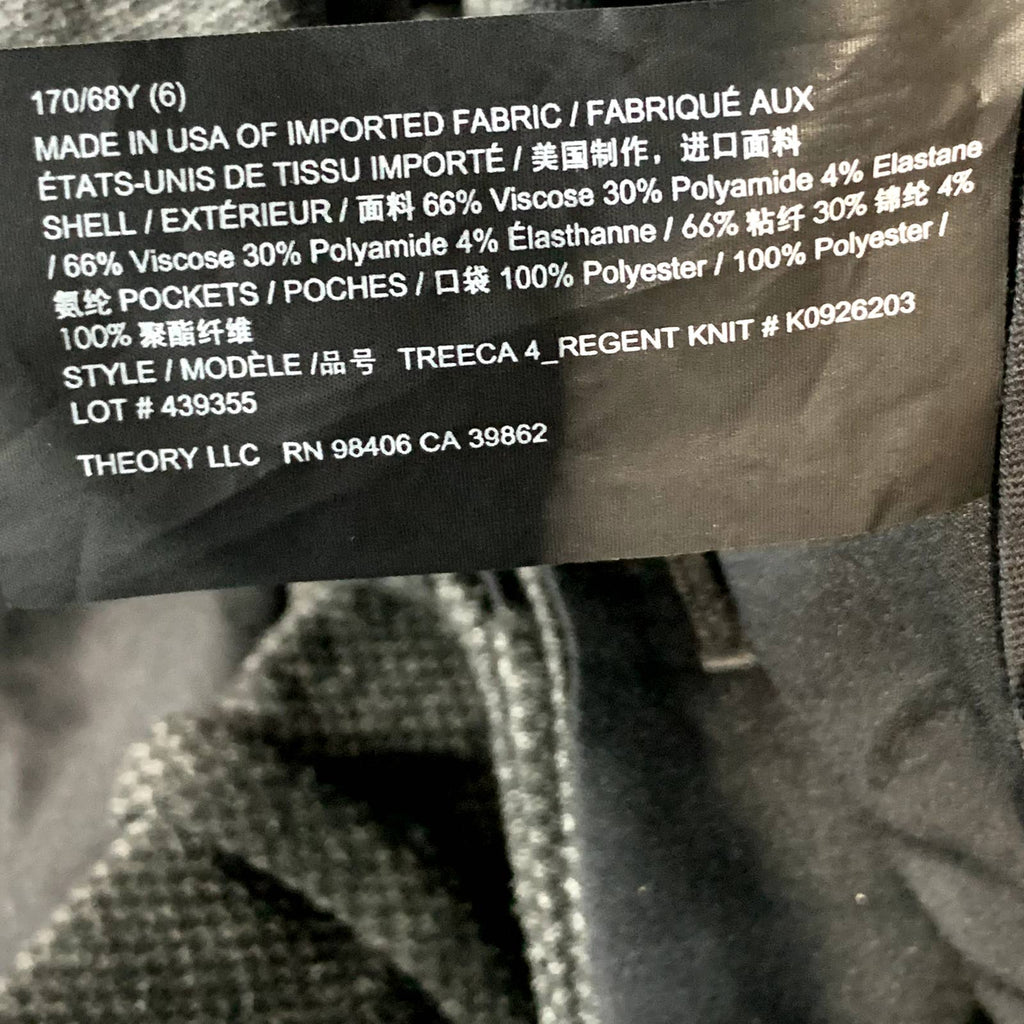 170/68Y (6)
MADE IN USA OF IMPORTED FABRIC / FABRIQUÉ AUX
ÉTATS-UNIS DE TISSU IMPORTÉ / 美国制作，进口面料
SHELL / EXTÉRIEUR / 面料 66% Viscose 30% Polyamide 4% Elastane
/ 66% Viscose 30% Polyamide 4% Élasthanne / 66% 粘纤 30% 锦纶 4%
氨纶 POCKETS / POCHES / 口袋 100% Polyester / 100% Polyester /
100% 聚酯纤维
STYLE / MODÈLE /品号 TREECA 4_REGENT KNIT # K0926203
LOT # 439355
THEORY LLC RN 98406 CA 39862